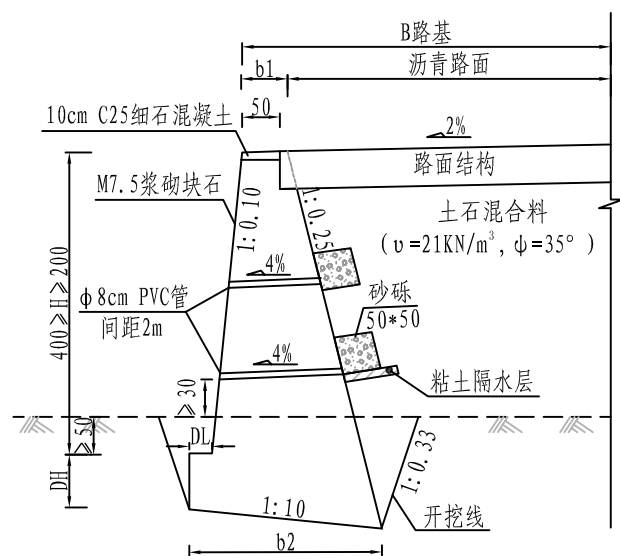 B路基
b1
沥青路面
50
10cm C25细石混凝土
2%
路面结构
M7.5浆砌块石
1:0.10
1:0.25
土石混合料
(υ=21KN/m³,ψ=35°)
4%
400≥H≥200
φ8cm PVC管
间距2m
砂砾
50*50
4%
粘土隔水层
≥30
≥50
DL
DH
1:0.33
1:10
开挖线
b2